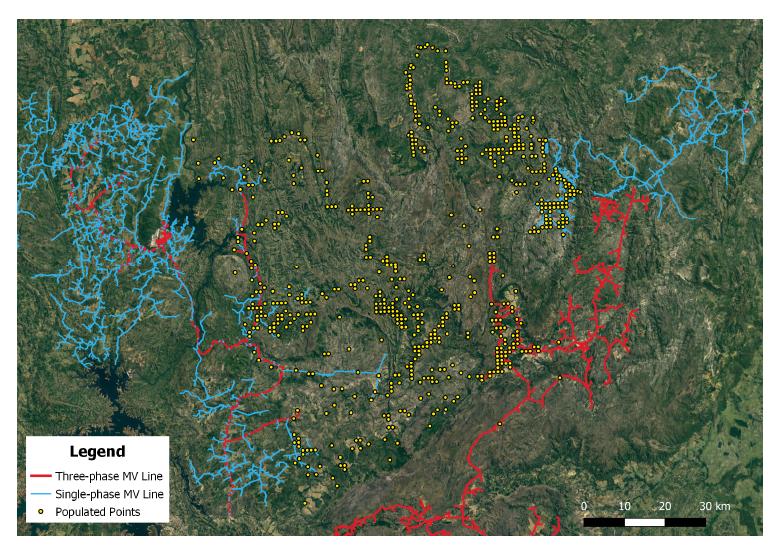 Legend
Three-phase MV Line
Single-phase MV Line
Populated Points
0 10 20 30 km